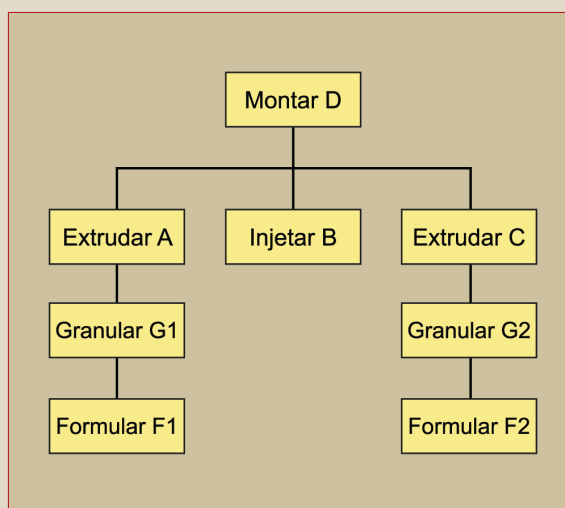 Montar D
Extrudar A
Injetar B
Extrudar C
Granular G1
Granular G2
Formular F1
Formular F2